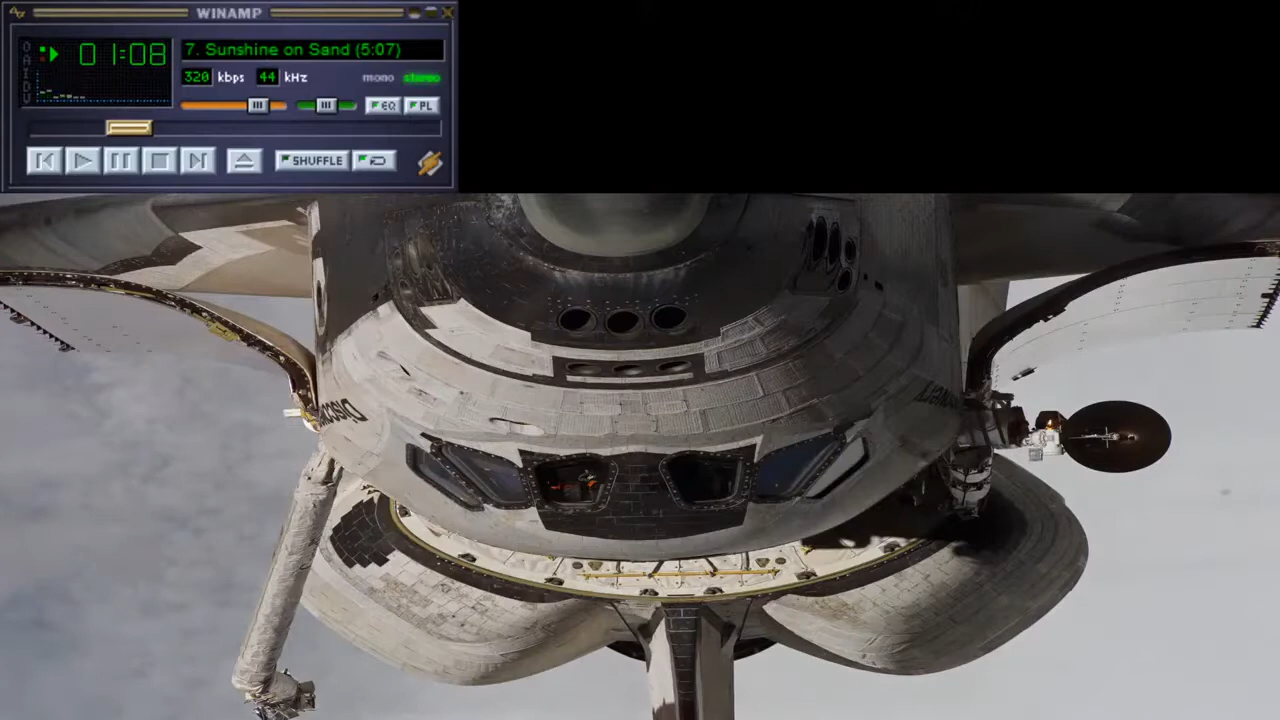 WINAMP
O
A
I
D
V
01:08
7. Sunshine on Sand (5:07)
320 kbps 44 kHz mono stereo
EQ PL
SHUFFLE